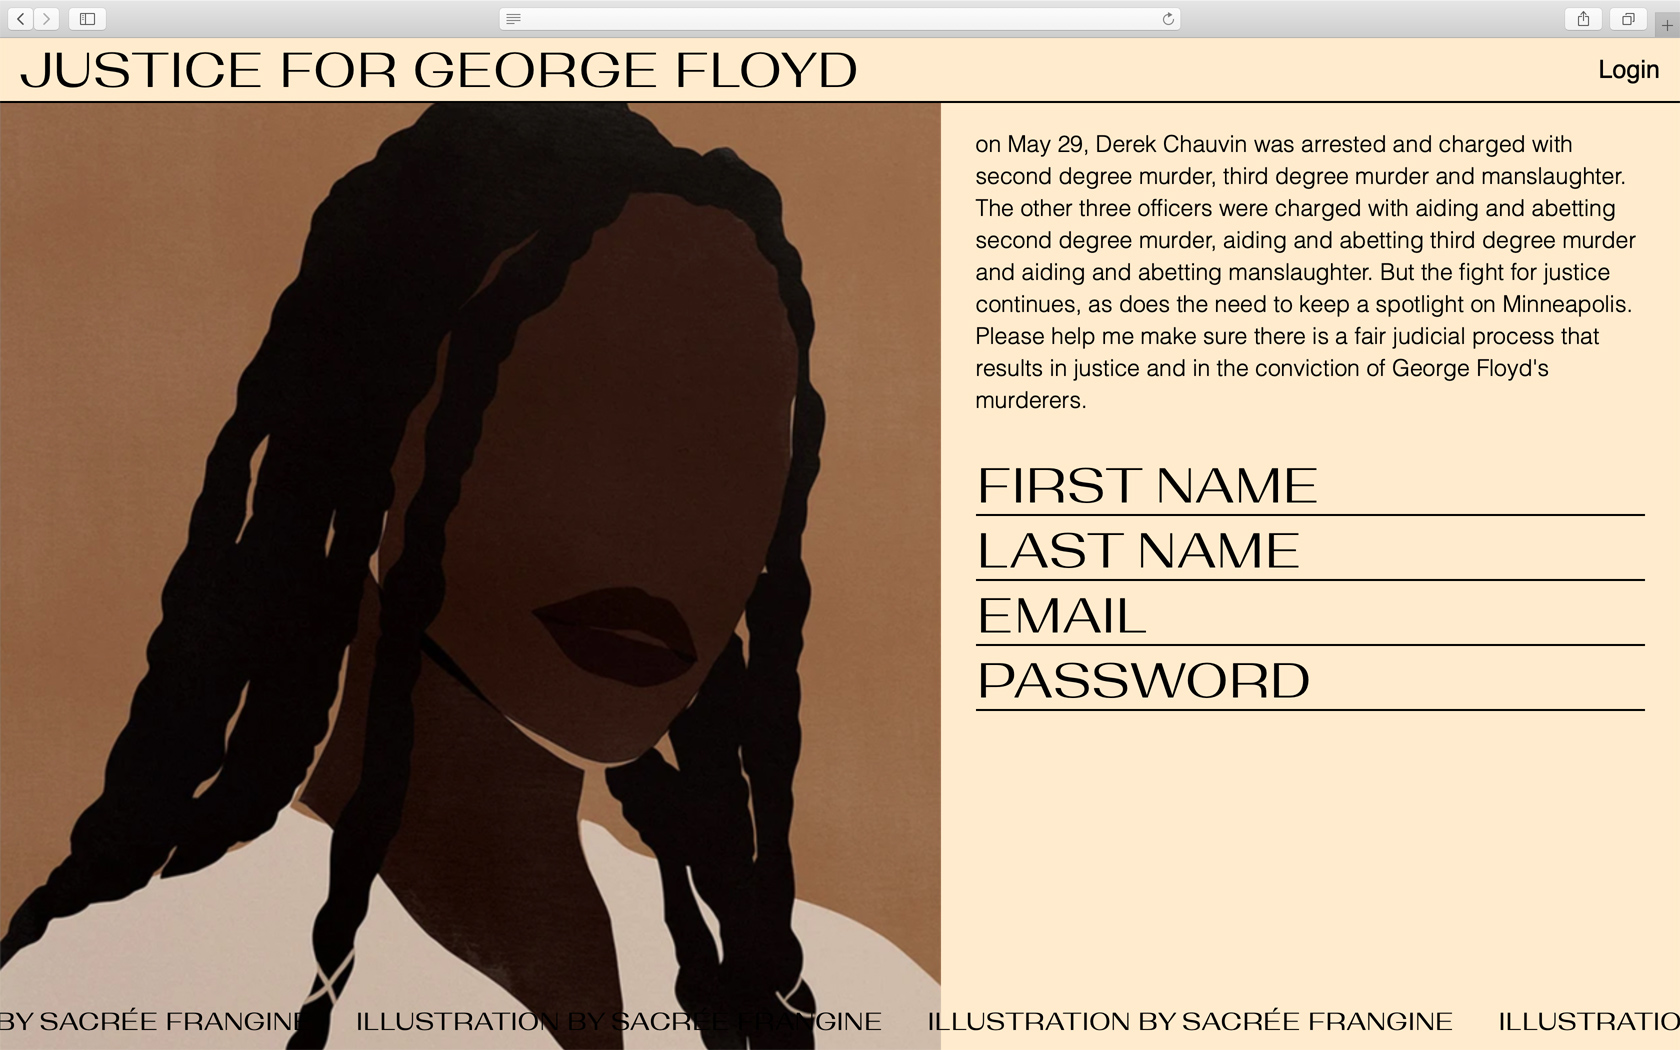 JUSTICE FOR GEORGE FLOYD
Login
on May 29, Derek Chauvin was arrested and charged with
second degree murder, third degree murder and manslaughter.
The other three officers were charged with aiding and abetting
second degree murder, aiding and abetting third degree murder
and aiding and abetting manslaughter. But the fight for justice
continues, as does the need to keep a spotlight on Minneapolis.
Please help me make sure there is a fair judicial process that
results in justice and in the conviction of George Floyd's
murderers.
FIRST NAME
LAST NAME
EMAIL
PASSWORD
BY SACRÉE FRANGINE ILLUSTRATION BY SACRÉE FRANGINE ILLUSTRATION BY SACRÉE FRANGINE ILLUSTRATIO